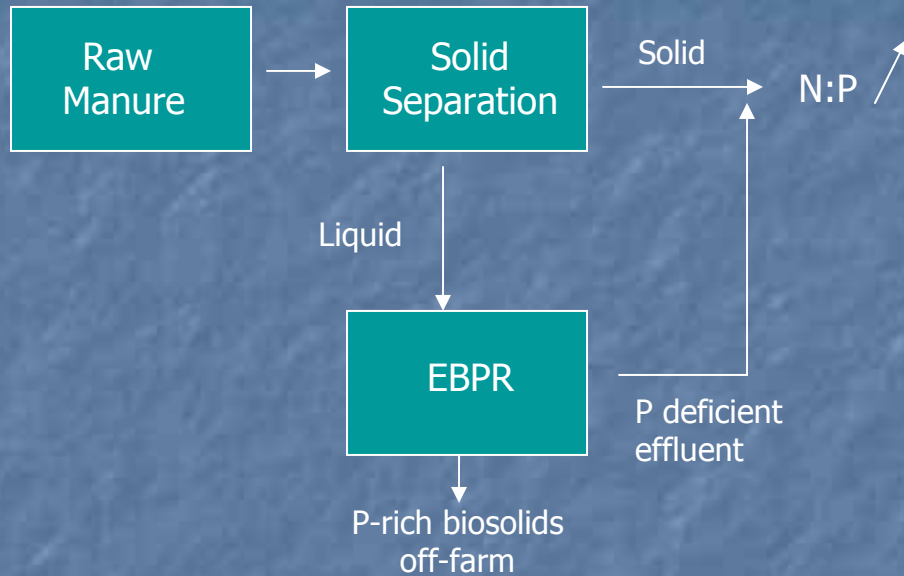 Raw
Manure
Solid
Separation
Solid
N:P
Liquid
EBPR
P deficient
effluent
P-rich biosolids
off-farm